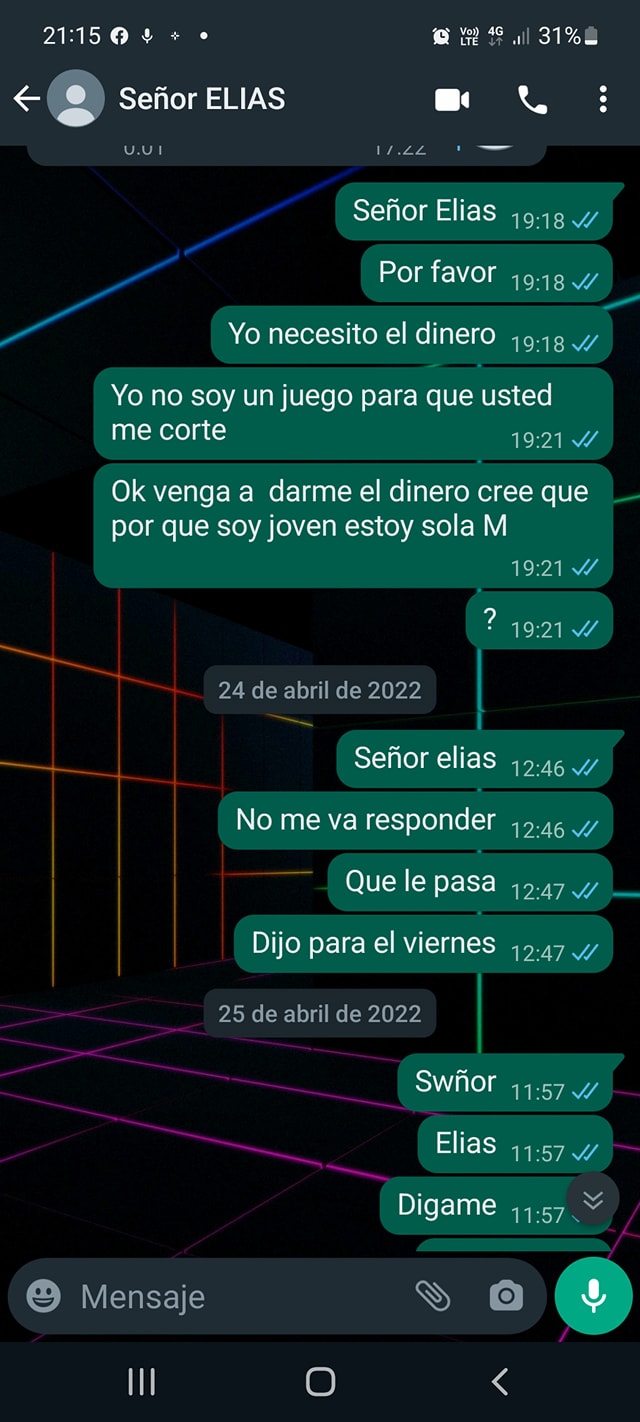 21:15
Vo))
LTE
4G
31%
Señor ELIAS
0:01
17:22
Señor Elias
19:18
Por favor
19:18
Yo necesito el dinero
19:18
Yo no soy un juego para que usted
me corte
19:21
Ok venga a  darme el dinero cree que
por que soy joven estoy sola M
19:21
?
19:21
24 de abril de 2022
Señor elias
12:46
No me va responder
12:46
Que le pasa
12:47
Dijo para el viernes
12:47
25 de abril de 2022
Swñor
11:57
Elias
11:57
Digame
11:57
Mensaje